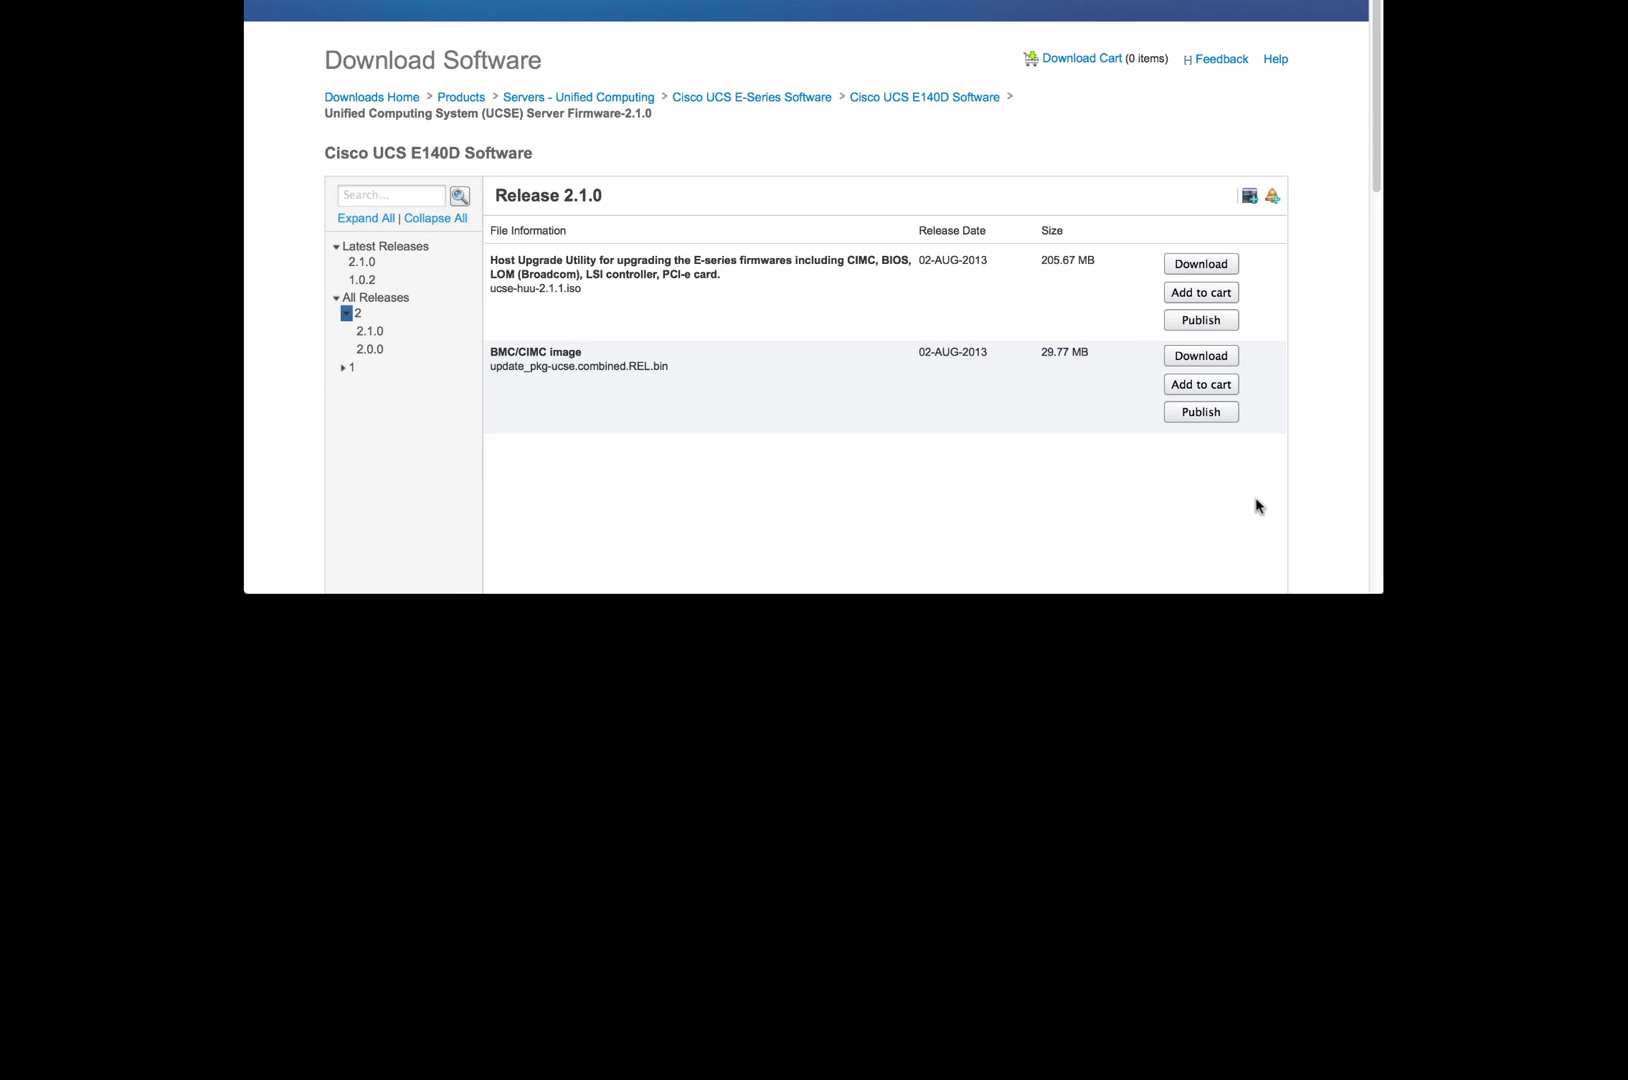 Download Software
Download Cart (0 items) Feedback Help
Downloads Home > Products > Servers - Unified Computing > Cisco UCS E-Series Software > Cisco UCS E140D Software >
Unified Computing System (UCSE) Server Firmware-2.1.0
Cisco UCS E140D Software
Search...
Expand All | Collapse All
Latest Releases
2.1.0
1.0.2
All Releases
2
2.1.0
2.0.0
1
Release 2.1.0
File Information Release Date Size
Host Upgrade Utility for upgrading the E-series firmwares including CIMC, BIOS, 02-AUG-2013 205.67 MB Download
LOM (Broadcom), LSI controller, PCI-e card.
ucse-huu-2.1.1.iso Add to cart
Publish
BMC/CIMC image 02-AUG-2013 29.77 MB Download
update_pkg-ucse.combined.REL.bin
Add to cart
Publish